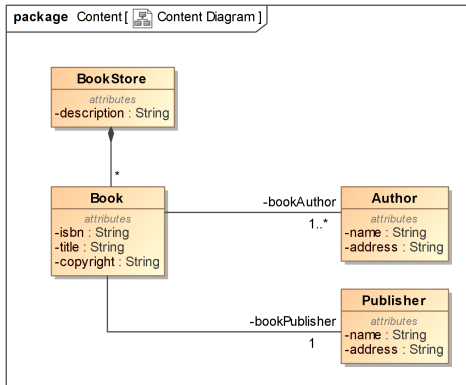 package Content [ Content Diagram ]
BookStore
attributes
-description : String
*
Book
attributes
-isbn : String
-title : String
-copyright : String
-bookAuthor
1..*
Author
attributes
-name : String
-address : String
-bookPublisher
1
Publisher
attributes
-name : String
-address : String